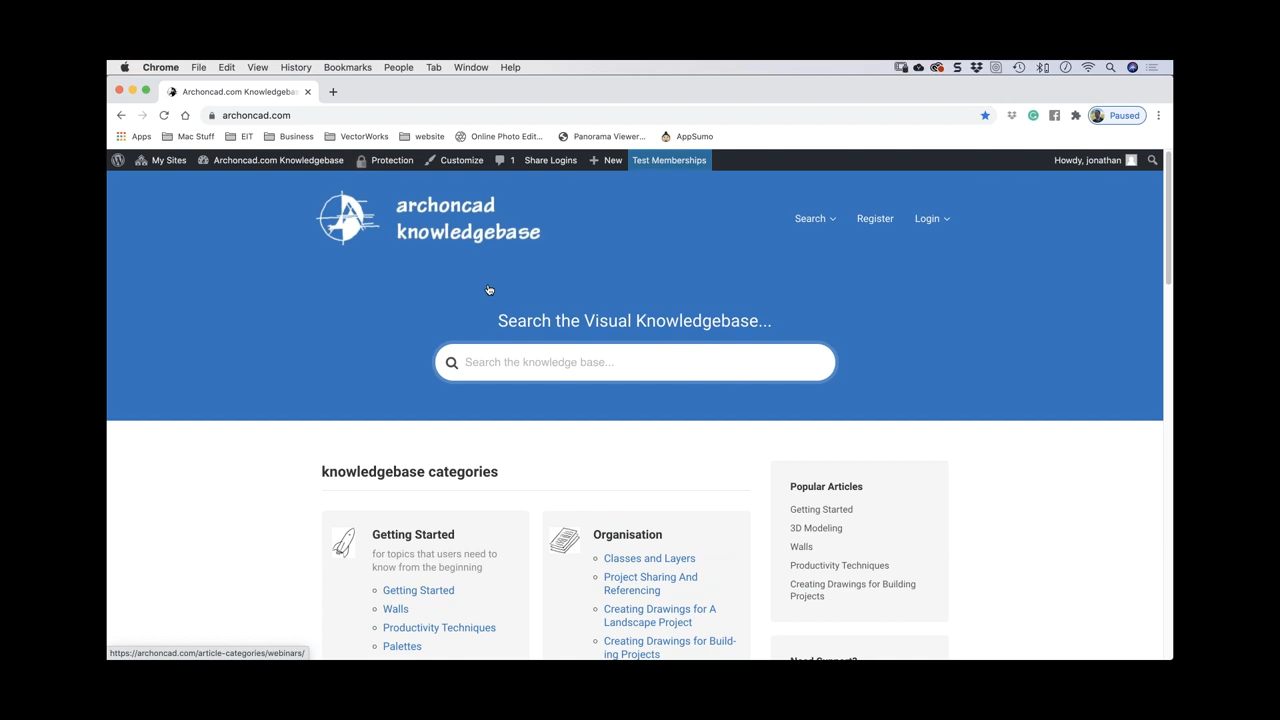 Chrome File Edit View History Bookmarks People Tab Window Help
Archoncad.com Knowledgeba
archoncad.com
Paused
Apps Mac Stuff EIT Business VectorWorks website Online Photo Edit... Panorama Viewer... AppSumo
My Sites Archoncad.com Knowledgebase Protection Customize 1 Share Logins New Test Memberships Howdy, jonathan
archoncad
knowledgebase
Search Register Login
Search the Visual Knowledgebase...
Search the knowledge base...
knowledgebase categories
Getting Started
for topics that users need to
know from the beginning
Getting Started
Walls
Productivity Techniques
Palettes
Organisation
Classes and Layers
Project Sharing And
Referencing
Creating Drawings for A
Landscape Project
Creating Drawings for Build-
ing Projects
Popular Articles
Getting Started
3D Modeling
Walls
Productivity Techniques
Creating Drawings for Building
Projects
Need Support?
https://archoncad.com/article-categories/webinars/